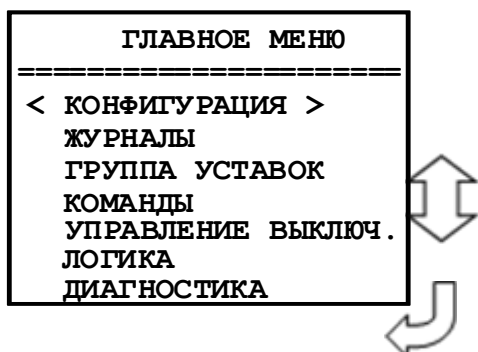 ГЛАВНОЕ МЕНЮ
======================
< КОНФИГУРАЦИЯ >
ЖУРНАЛЫ
ГРУППА УСТАВОК
КОМАНДЫ
УПРАВЛЕНИЕ ВЫКЛЮЧ.
ЛОГИКА
ДИАГНОСТИКА